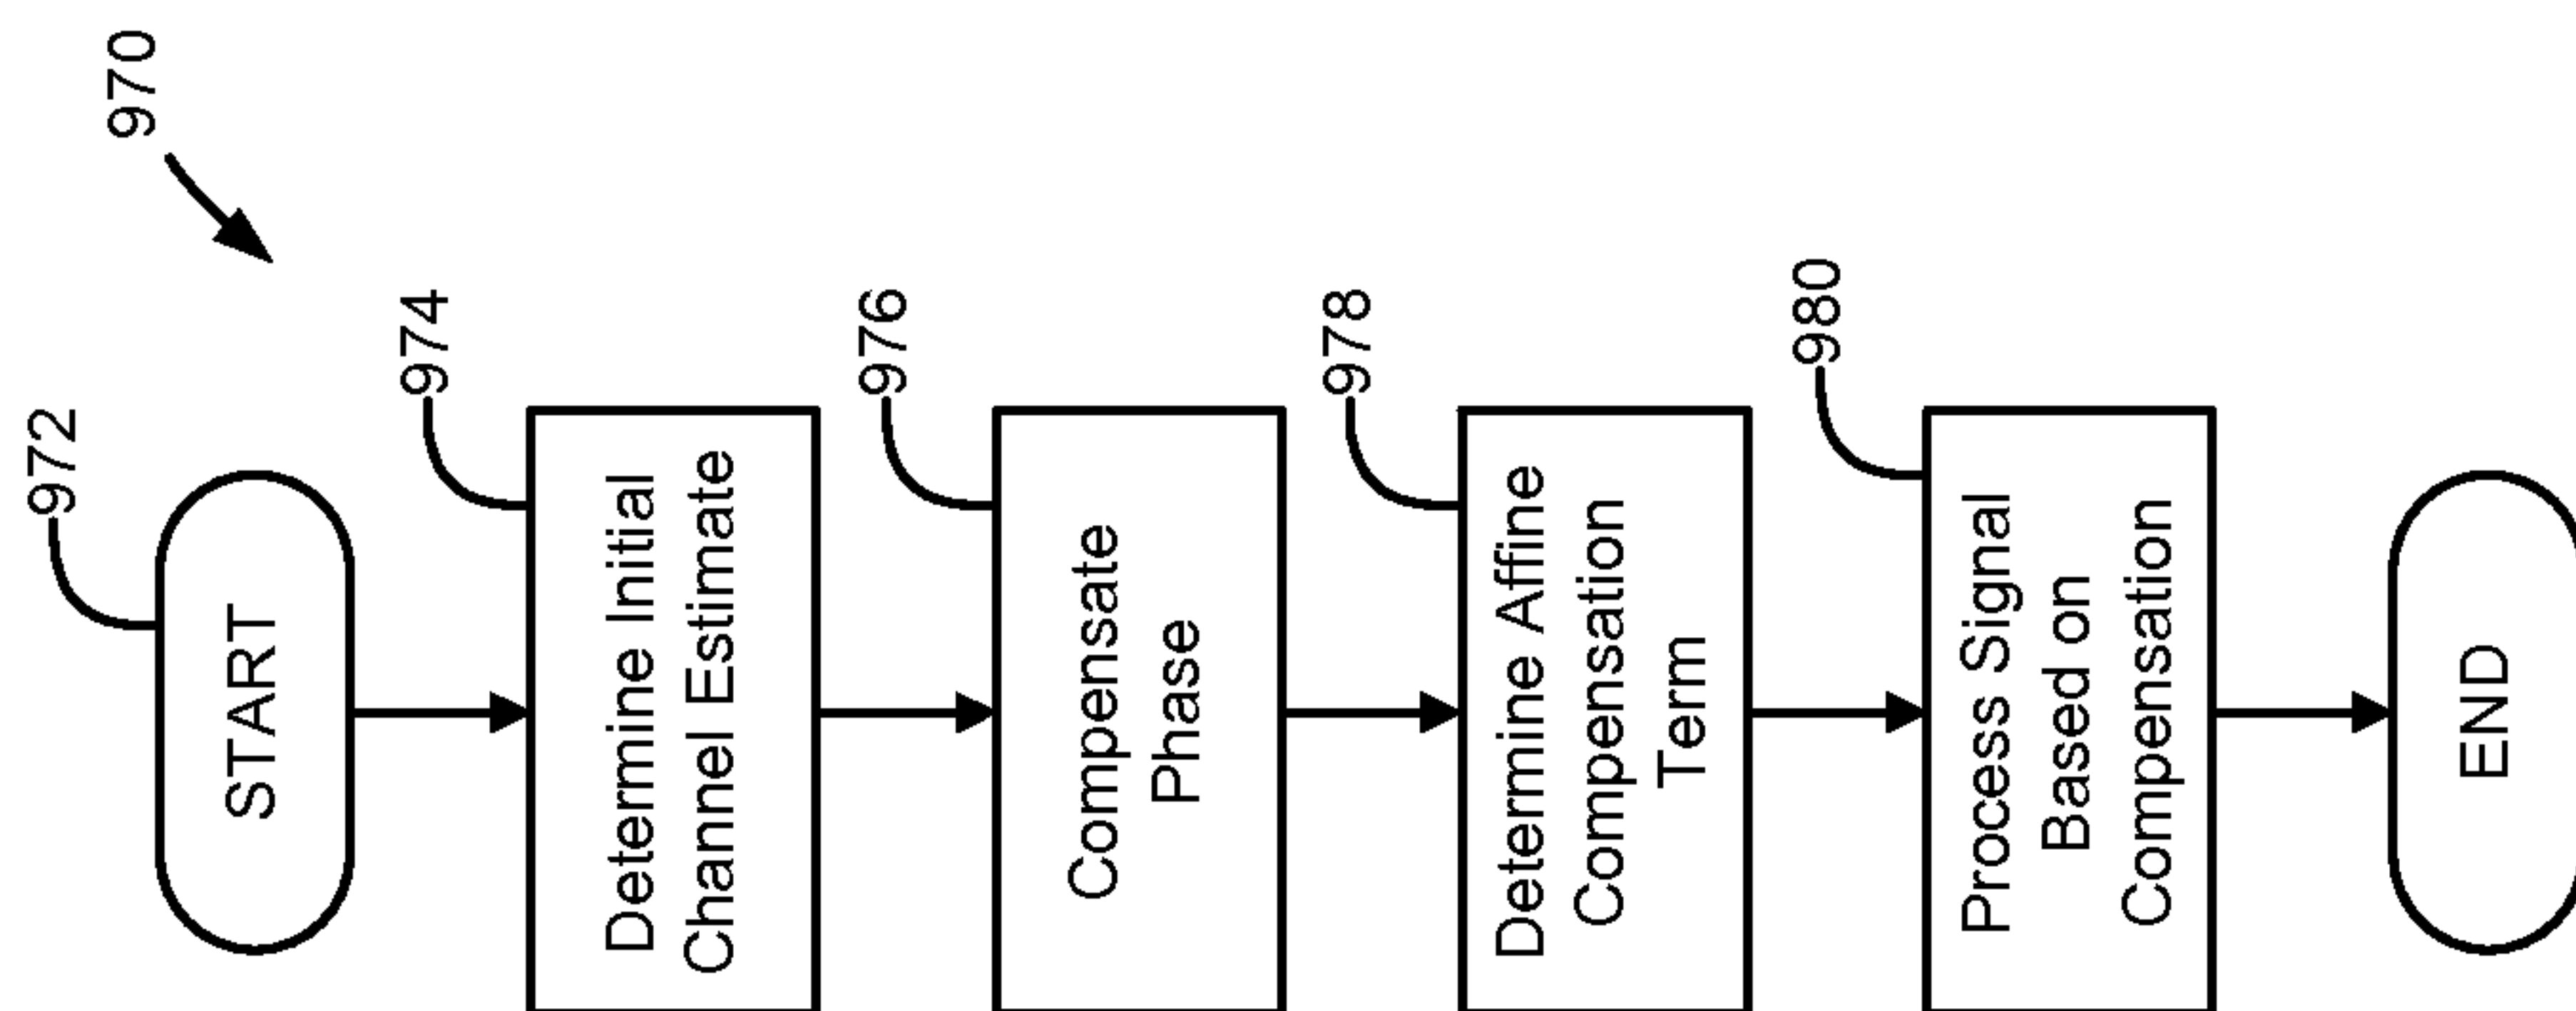 970
972
START
974
Determine Initial
Channel Estimate
976
Compensate
Phase
978
Determine Affine
Compensation
Term
980
Process Signal
Based on
Compensation
END